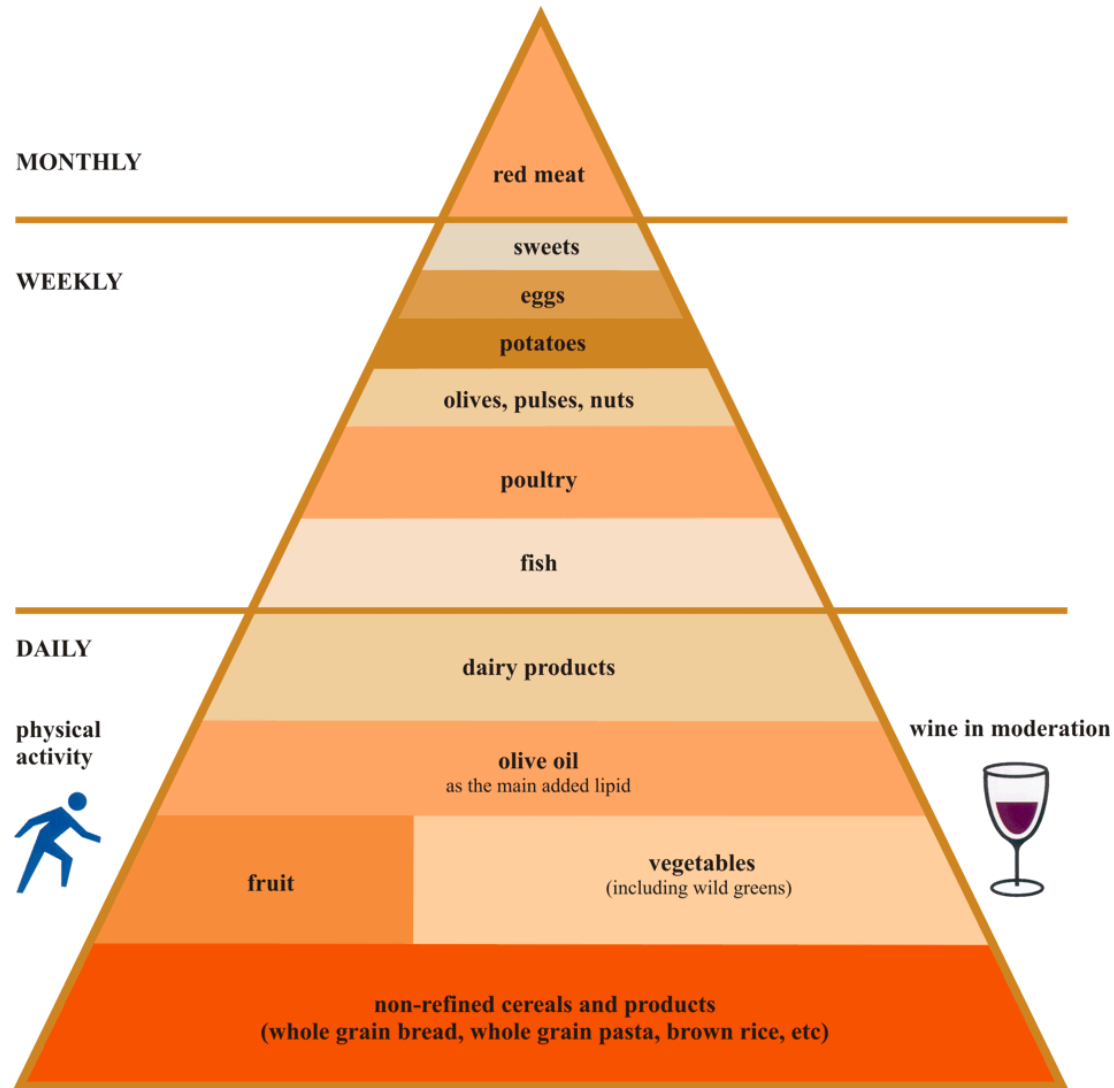 MONTHLY
red meat
WEEKLY
sweets
eggs
potatoes
olives, pulses, nuts
poultry
fish
DAILY
dairy products
physical
activity
wine in moderation
olive oil
as the main added lipid
fruit
vegetables
(including wild greens)
non-refined cereals and products
(whole grain bread, whole grain pasta, brown rice, etc)